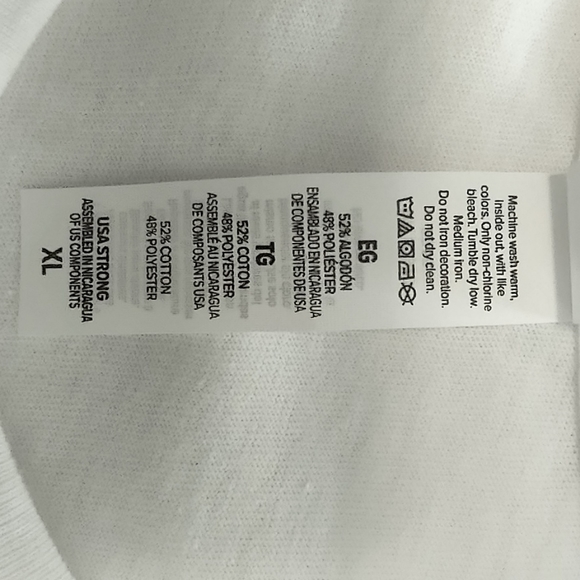 XL
USA STRONG
ASSEMBLED IN NICARAGUA
OF US COMPONENTS
52% COTTON
48% POLYESTER
TG
52% COTON
48% POLYESTER
ASSEMBLÉ AU NICARAGUA
DE COMPOSANTS USA
EG
52% ALGODÓN
48% POLIESTER
ENSAMBLADO EN NICARAGUA
DE COMPONENTES DE USA
Machine wash warm,
inside out, with like
colors. Only non-chlorine
bleach. Tumble dry low.
Medium iron.
Do not iron decoration.
Do not dry clean.